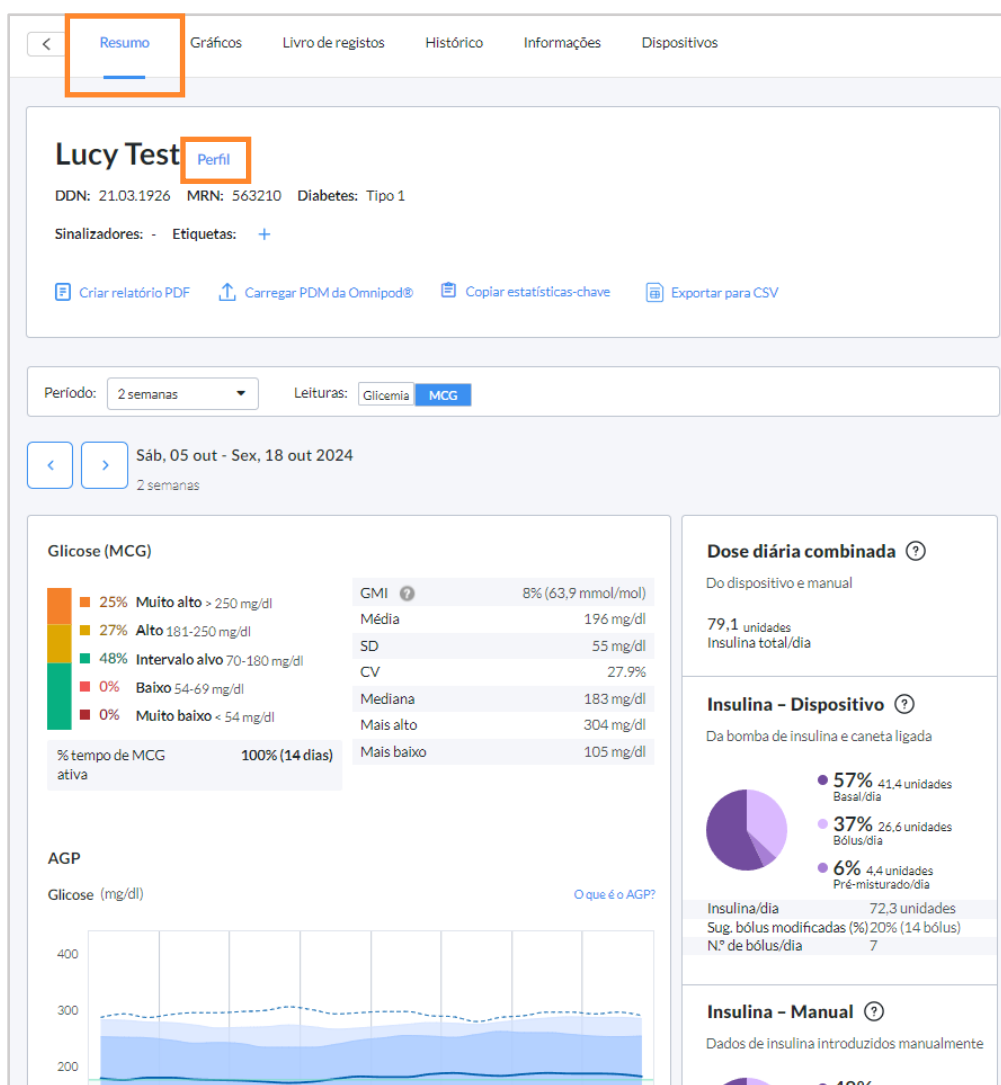 Resumo Gráficos Livro de registos Histórico Informações Dispositivos
Lucy Test Perfil
DDN: 21.03.1926 MRN: 563210 Diabetes: Tipo 1
Sinalizadores: - Etiquetas: +
Criar relatório PDF Carregar PDM da Omnipod® Copiar estatísticas-chave Exportar para CSV
Período: 2 semanas Leituras: Glicemia MCG
Sáb, 05 out - Sex, 18 out 2024
2 semanas
Glicose (MCG)
25% Muito alto > 250 mg/dl
27% Alto 181-250 mg/dl
48% Intervalo alvo 70-180 mg/dl
0% Baixo 54-69 mg/dl
0% Muito baixo < 54 mg/dl
% tempo de MCG ativa 100% (14 dias)
GMI ? 8% (63,9 mmol/mol)
Média 196 mg/dl
SD 55 mg/dl
CV 27.9%
Mediana 183 mg/dl
Mais alto 304 mg/dl
Mais baixo 105 mg/dl
AGP
Glicose (mg/dl) O que é o AGP?
400
300
200
Dose diária combinada ?
Do dispositivo e manual
79,1 unidades
Insulina total/dia
Insulina – Dispositivo ?
Da bomba de insulina e caneta ligada
57% 41,4 unidades
Basal/dia
37% 26,6 unidades
Bólus/dia
6% 4,4 unidades
Pré-misturado/dia
Insulina/dia 72,3 unidades
Sug. bólus modificadas (%) 20% (14 bólus)
N.º de bólus/dia 7
Insulina – Manual ?
Dados de insulina introduzidos manualmente